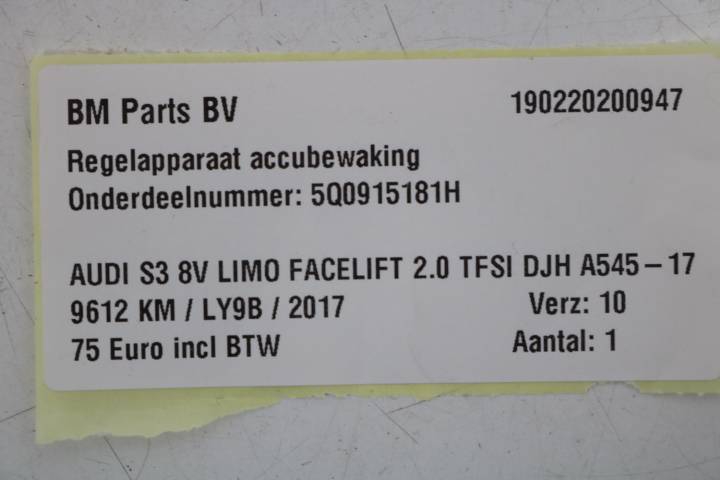 BM Parts BV 190220200947
Regelapparaat accubewaking
Onderdeelnummer: 5Q0915181H
AUDI S3 8V LIMO FACELIFT 2.0 TFSI DJH A545-17
9612 KM / LY9B / 2017 Verz: 10
75 Euro incl BTW Aantal: 1